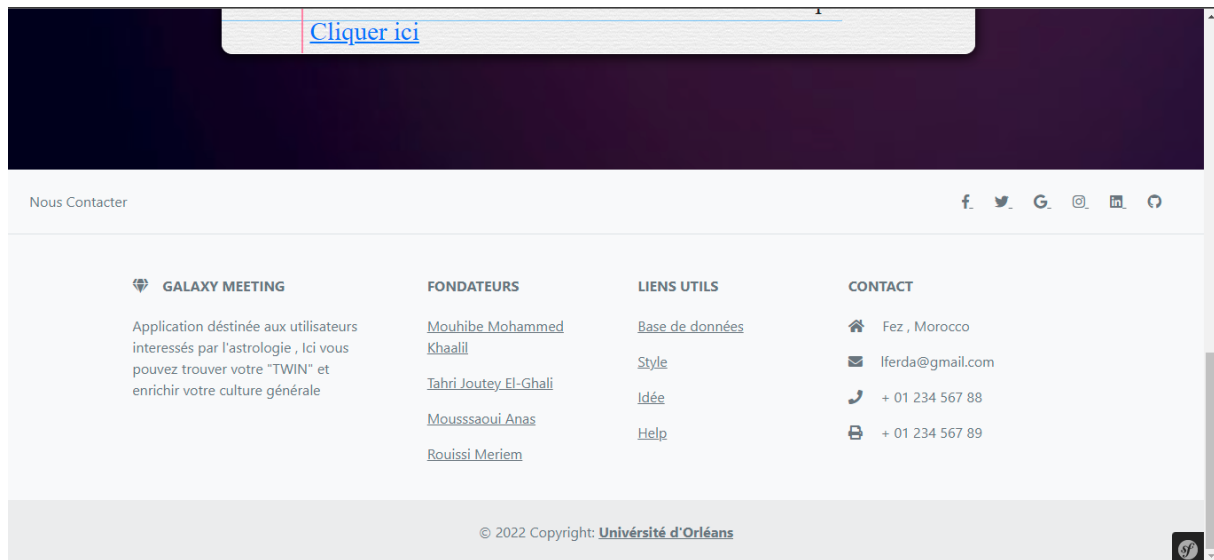 Cliquer ici
Nous Contacter
GALAXY MEETING
Application déstinée aux utilisateurs
interessés par l'astrologie , Ici vous
pouvez trouver votre "TWIN" et
enrichir votre culture générale
FONDATEURS
Mouhibe Mohammed
Khaalil
Tahri Joutey El-Ghali
Mousssaoui Anas
Rouissi Meriem
LIENS UTILS
Base de données
Style
Idée
Help
CONTACT
Fez , Morocco
lferda@gmail.com
+ 01 234 567 88
+ 01 234 567 89
© 2022 Copyright: Univérsité d'Orléans